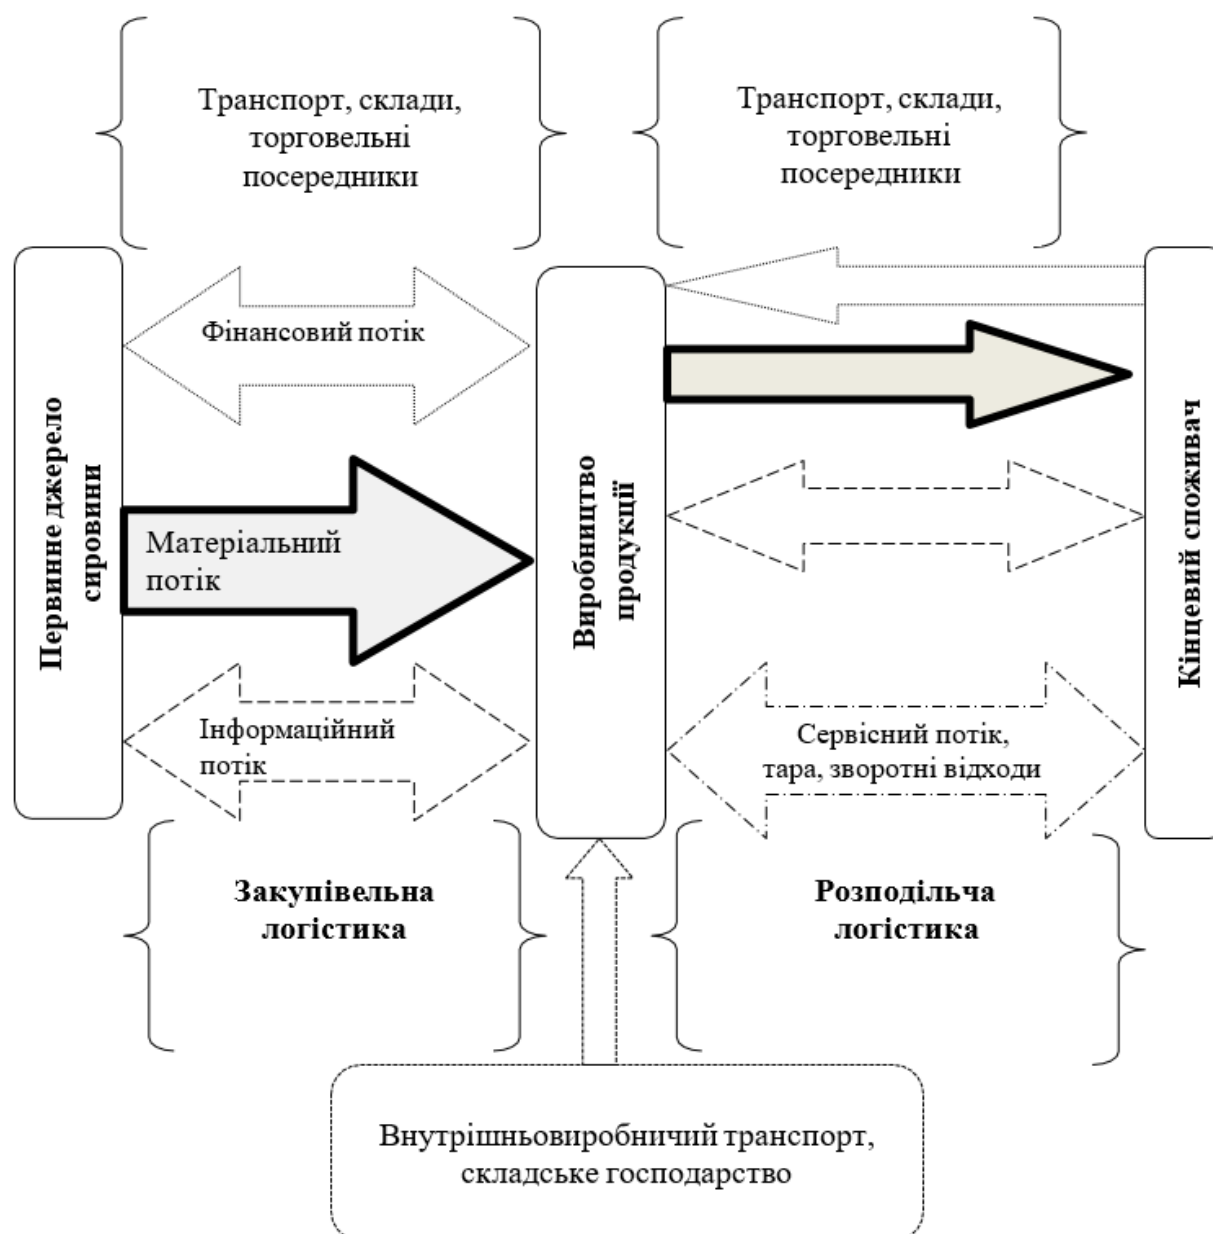 Транспорт, склади,
торговельні
посередники
Транспорт, склади,
торговельні
посередники
Первинне джерело
сировини
Фінансовий потік
Матеріальний
потік
Інформаційний
потік
Виробництво
продукції
Сервісний потік,
тара, зворотні відходи
Кінцевий споживач
Закупівельна
логістика
Розподільча
логістика
Внутрішньовиробничий транспорт,
складське господарство